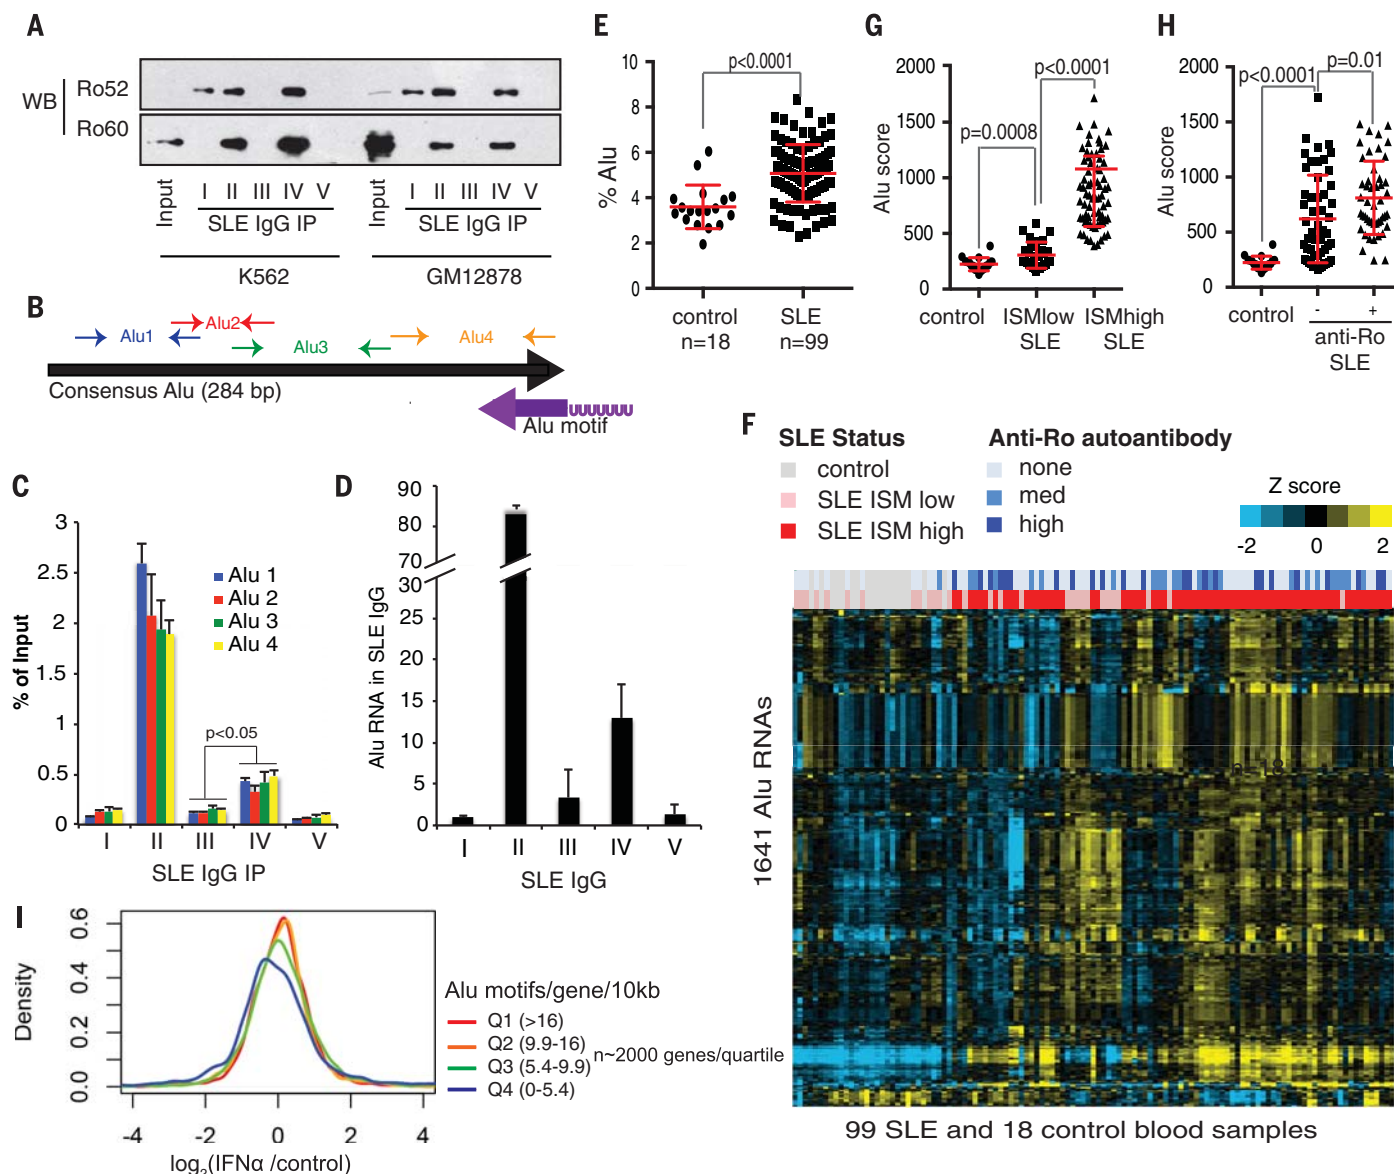 A
WB
Ro52
Ro60
Input
I II III IV V
SLE IgG IP
K562
Input
I II III IV V
SLE IgG IP
GM12878
B
Alu1
Alu2
Alu3
Alu4
Consensus Alu (284 bp)
UUUUUUU
Alu motif
C
% of Input
3
2.5
2
1.5
1
0.5
0
Alu 1
Alu 2
Alu 3
Alu 4
p<0.05
I II III IV V
SLE IgG IP
D
Alu RNA in SLE IgG
90
80
70
30
25
20
15
10
5
0
I II III IV V
SLE IgG
E
% Alu
10
8
6
4
2
0
p<0.0001
control
n=18
SLE
n=99
G
Alu score
2000
1500
1000
500
0
p=0.0008
p<0.0001
control
ISMlow
SLE
ISMhigh
SLE
H
Alu score
2000
1500
1000
500
0
p<0.0001
p=0.01
control
- +
anti-Ro
SLE
F
SLE Status
control
SLE ISM low
SLE ISM high
Anti-Ro autoantibody
none
med
high
Z score
-2 0 2
1641 Alu RNAs
99 SLE and 18 control blood samples
I
Density
0.6
0.4
0.2
0.0
-4 -2 0 2 4
log₂(IFNα /control)
Alu motifs/gene/10kb
Q1 (>16)
Q2 (9.9-16)
Q3 (5.4-9.9)
Q4 (0-5.4)
n~2000 genes/quartile